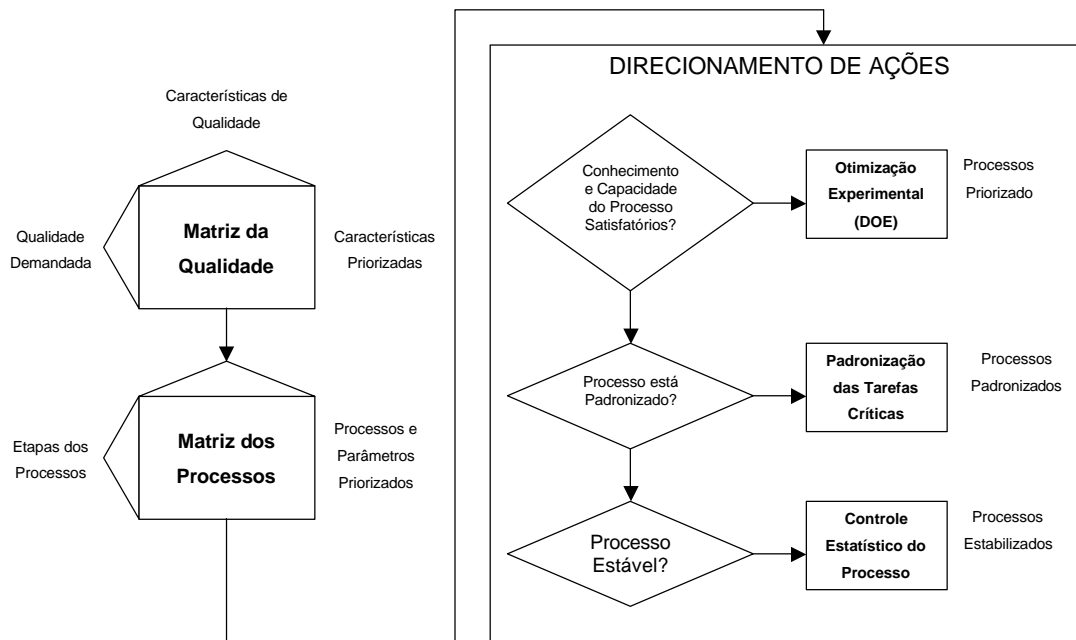 Características de
Qualidade
Qualidade
Demandada
Matriz da
Qualidade
Características
Priorizadas
Etapas dos
Processos
Matriz dos
Processos
Processos e
Parâmetros
Priorizados
DIRECIONAMENTO DE AÇÕES
Conhecimento
e Capacidade
do Processo
Satisfatórios?
Otimização
Experimental
(DOE)
Processos
Priorizado
Processo está
Padronizado?
Padronização
das Tarefas
Críticas
Processos
Padronizados
Processo
Estável?
Controle
Estatístico do
Processo
Processos
Estabilizados